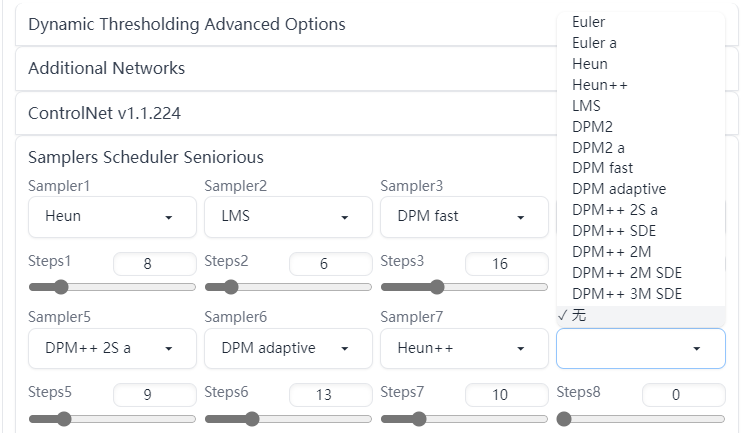 Dynamic Thresholding Advanced Options
Additional Networks
ControlNet v1.1.224
Samplers Scheduler Seniorious
Sampler1 Sampler2 Sampler3
Heun LMS DPM fast
Steps1 8 Steps2 6 Steps3 16
Sampler5 Sampler6 Sampler7
DPM++ 2S a DPM adaptive Heun++
Steps5 9 Steps6 13 Steps7 10 Steps8 0
Euler
Euler a
Heun
Heun++
LMS
DPM2
DPM2 a
DPM fast
DPM adaptive
DPM++ 2S a
DPM++ SDE
DPM++ 2M
DPM++ 2M SDE
DPM++ 3M SDE
✓ 无